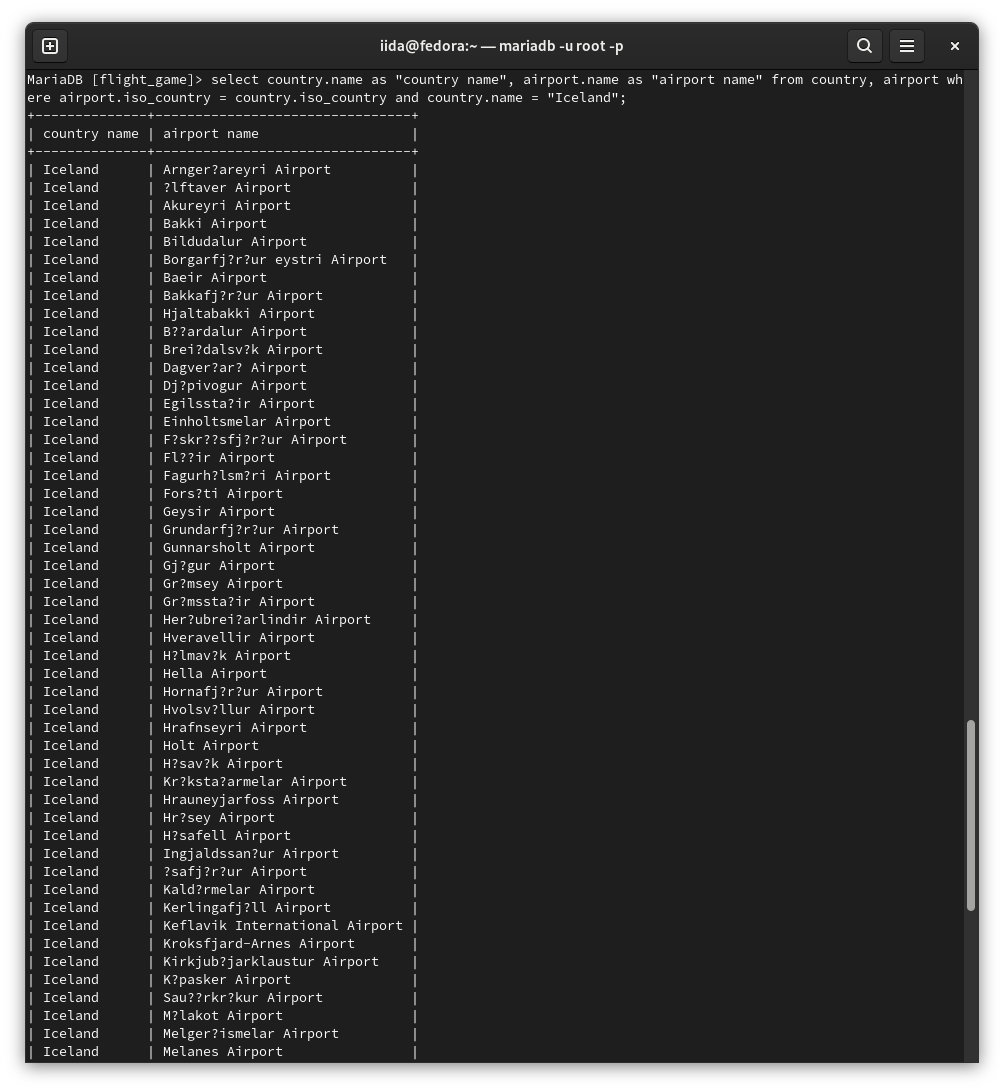 iida@fedora:~ — mariadb -u root -p
MariaDB [flight_game]> select country.name as "country name", airport.name as "airport name" from country, airport wh
ere airport.iso_country = country.iso_country and country.name = "Iceland";
+--------------+--------------------------------+
| country name | airport name                   |
+--------------+--------------------------------+
| Iceland      | Arnger?areyri Airport          |
| Iceland      | ?lftaver Airport               |
| Iceland      | Akureyri Airport               |
| Iceland      | Bakki Airport                  |
| Iceland      | Bildudalur Airport             |
| Iceland      | Borgarfj?r?ur eystri Airport   |
| Iceland      | Baeir Airport                  |
| Iceland      | Bakkafj?r?ur Airport           |
| Iceland      | Hjaltabakki Airport            |
| Iceland      | B??ardalur Airport             |
| Iceland      | Brei?dalsv?k Airport           |
| Iceland      | Dagver?ar? Airport             |
| Iceland      | Dj?pivogur Airport             |
| Iceland      | Egilssta?ir Airport            |
| Iceland      | Einholtsmelar Airport          |
| Iceland      | F?skr??sfj?r?ur Airport        |
| Iceland      | Fl??ir Airport                 |
| Iceland      | Fagurh?lsm?ri Airport          |
| Iceland      | Fors?ti Airport                |
| Iceland      | Geysir Airport                 |
| Iceland      | Grundarfj?r?ur Airport         |
| Iceland      | Gunnarsholt Airport            |
| Iceland      | Gj?gur Airport                 |
| Iceland      | Gr?msey Airport                |
| Iceland      | Gr?mssta?ir Airport            |
| Iceland      | Her?ubrei?arlindir Airport     |
| Iceland      | Hveravellir Airport            |
| Iceland      | H?lmav?k Airport               |
| Iceland      | Hella Airport                  |
| Iceland      | Hornafj?r?ur Airport           |
| Iceland      | Hvolsv?llur Airport            |
| Iceland      | Hrafnseyri Airport             |
| Iceland      | Holt Airport                   |
| Iceland      | H?sav?k Airport                |
| Iceland      | Kr?ksta?armelar Airport        |
| Iceland      | Hrauneyjarfoss Airport         |
| Iceland      | Hr?sey Airport                 |
| Iceland      | H?safell Airport               |
| Iceland      | Ingjaldssan?ur Airport         |
| Iceland      | ?safj?r?ur Airport             |
| Iceland      | Kald?rmelar Airport            |
| Iceland      | Kerlingafj?ll Airport          |
| Iceland      | Keflavik International Airport |
| Iceland      | Kroksfjard-Arnes Airport       |
| Iceland      | Kirkjub?jarklaustur Airport    |
| Iceland      | K?pasker Airport               |
| Iceland      | Sau??rkr?kur Airport           |
| Iceland      | M?lakot Airport                |
| Iceland      | Melger?ismelar Airport         |
| Iceland      | Melanes Airport                |